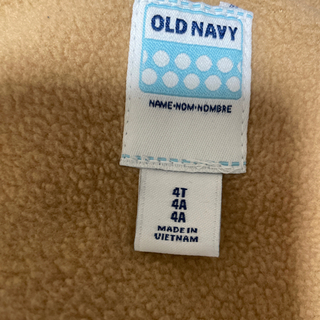 OLD NAVY
NAME•NOM•NOMBRE
4T
4A
4A
MADE IN
VIETNAM